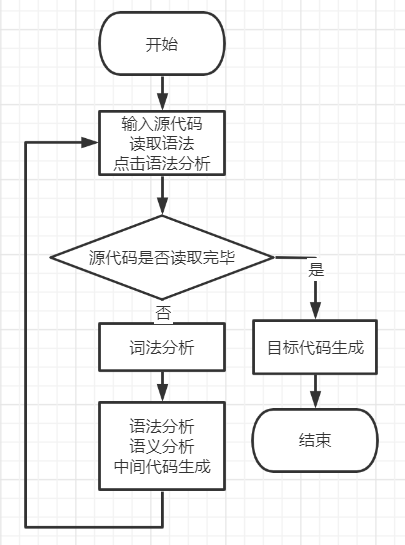 开始
输入源代码
读取语法
点击语法分析
源代码是否读取完毕
是
否
词法分析
目标代码生成
语法分析
语义分析
中间代码生成
结束